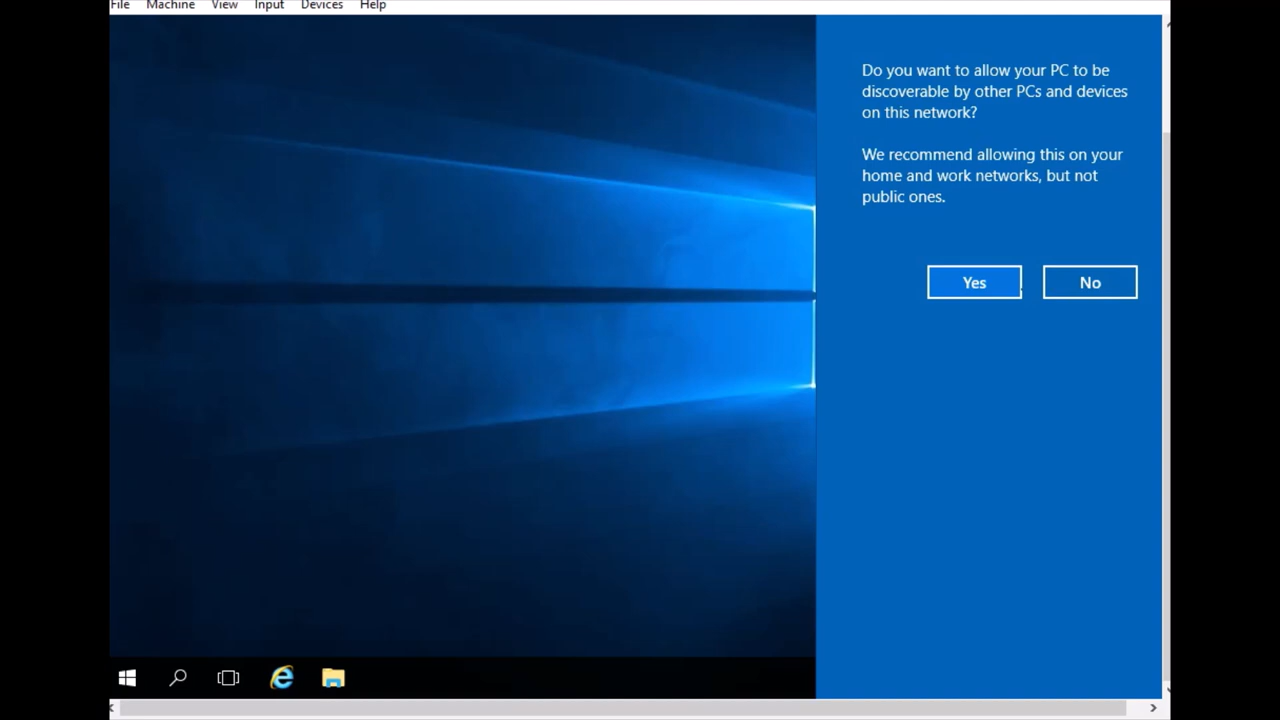 File Machine View Input Devices Help
Do you want to allow your PC to be
discoverable by other PCs and devices
on this network?
We recommend allowing this on your
home and work networks, but not
public ones.
Yes No